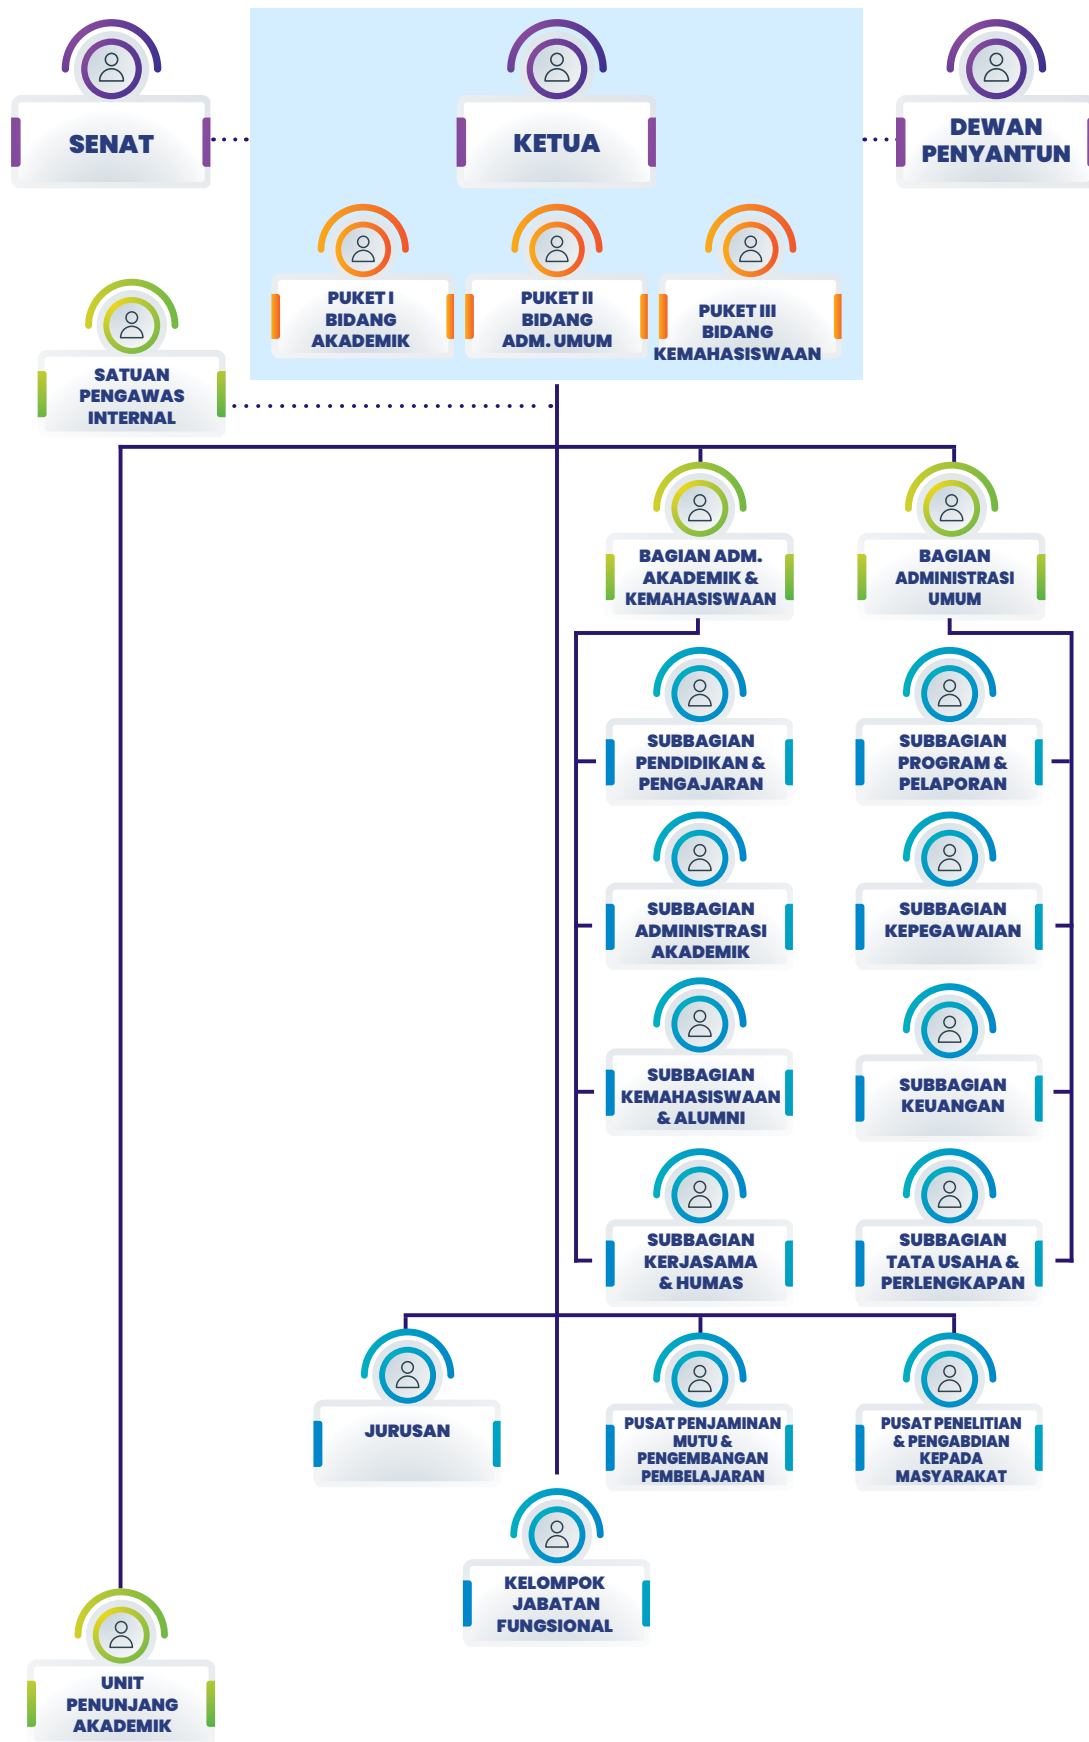 SENAT
KETUA
DEWAN
PENYANTUN
PUKET I
BIDANG
AKADEMIK
PUKET II
BIDANG
ADM. UMUM
PUKET III
BIDANG
KEMAHASISWAAN
SATUAN
PENGAWAS
INTERNAL
BAGIAN ADM.
AKADEMIK &
KEMAHASISWAAN
BAGIAN
ADMINISTRASI
UMUM
SUBBAGIAN
PENDIDIKAN &
PENGAJARAN
SUBBAGIAN
PROGRAM &
PELAPORAN
SUBBAGIAN
ADMINISTRASI
AKADEMIK
SUBBAGIAN
KEPEGAWAIAN
SUBBAGIAN
KEMAHASISWAAN
& ALUMNI
SUBBAGIAN
KEUANGAN
SUBBAGIAN
KERJASAMA
& HUMAS
SUBBAGIAN
TATA USAHA &
PERLENGKAPAN
JURUSAN
PUSAT PENJAMINAN
MUTU &
PENGEMBANGAN
PEMBELAJARAN
PUSAT PENELITIAN
& PENGABDIAN
KEPADA
MASYARAKAT
KELOMPOK
JABATAN
FUNGSIONAL
UNIT
PENUNJANG
AKADEMIK